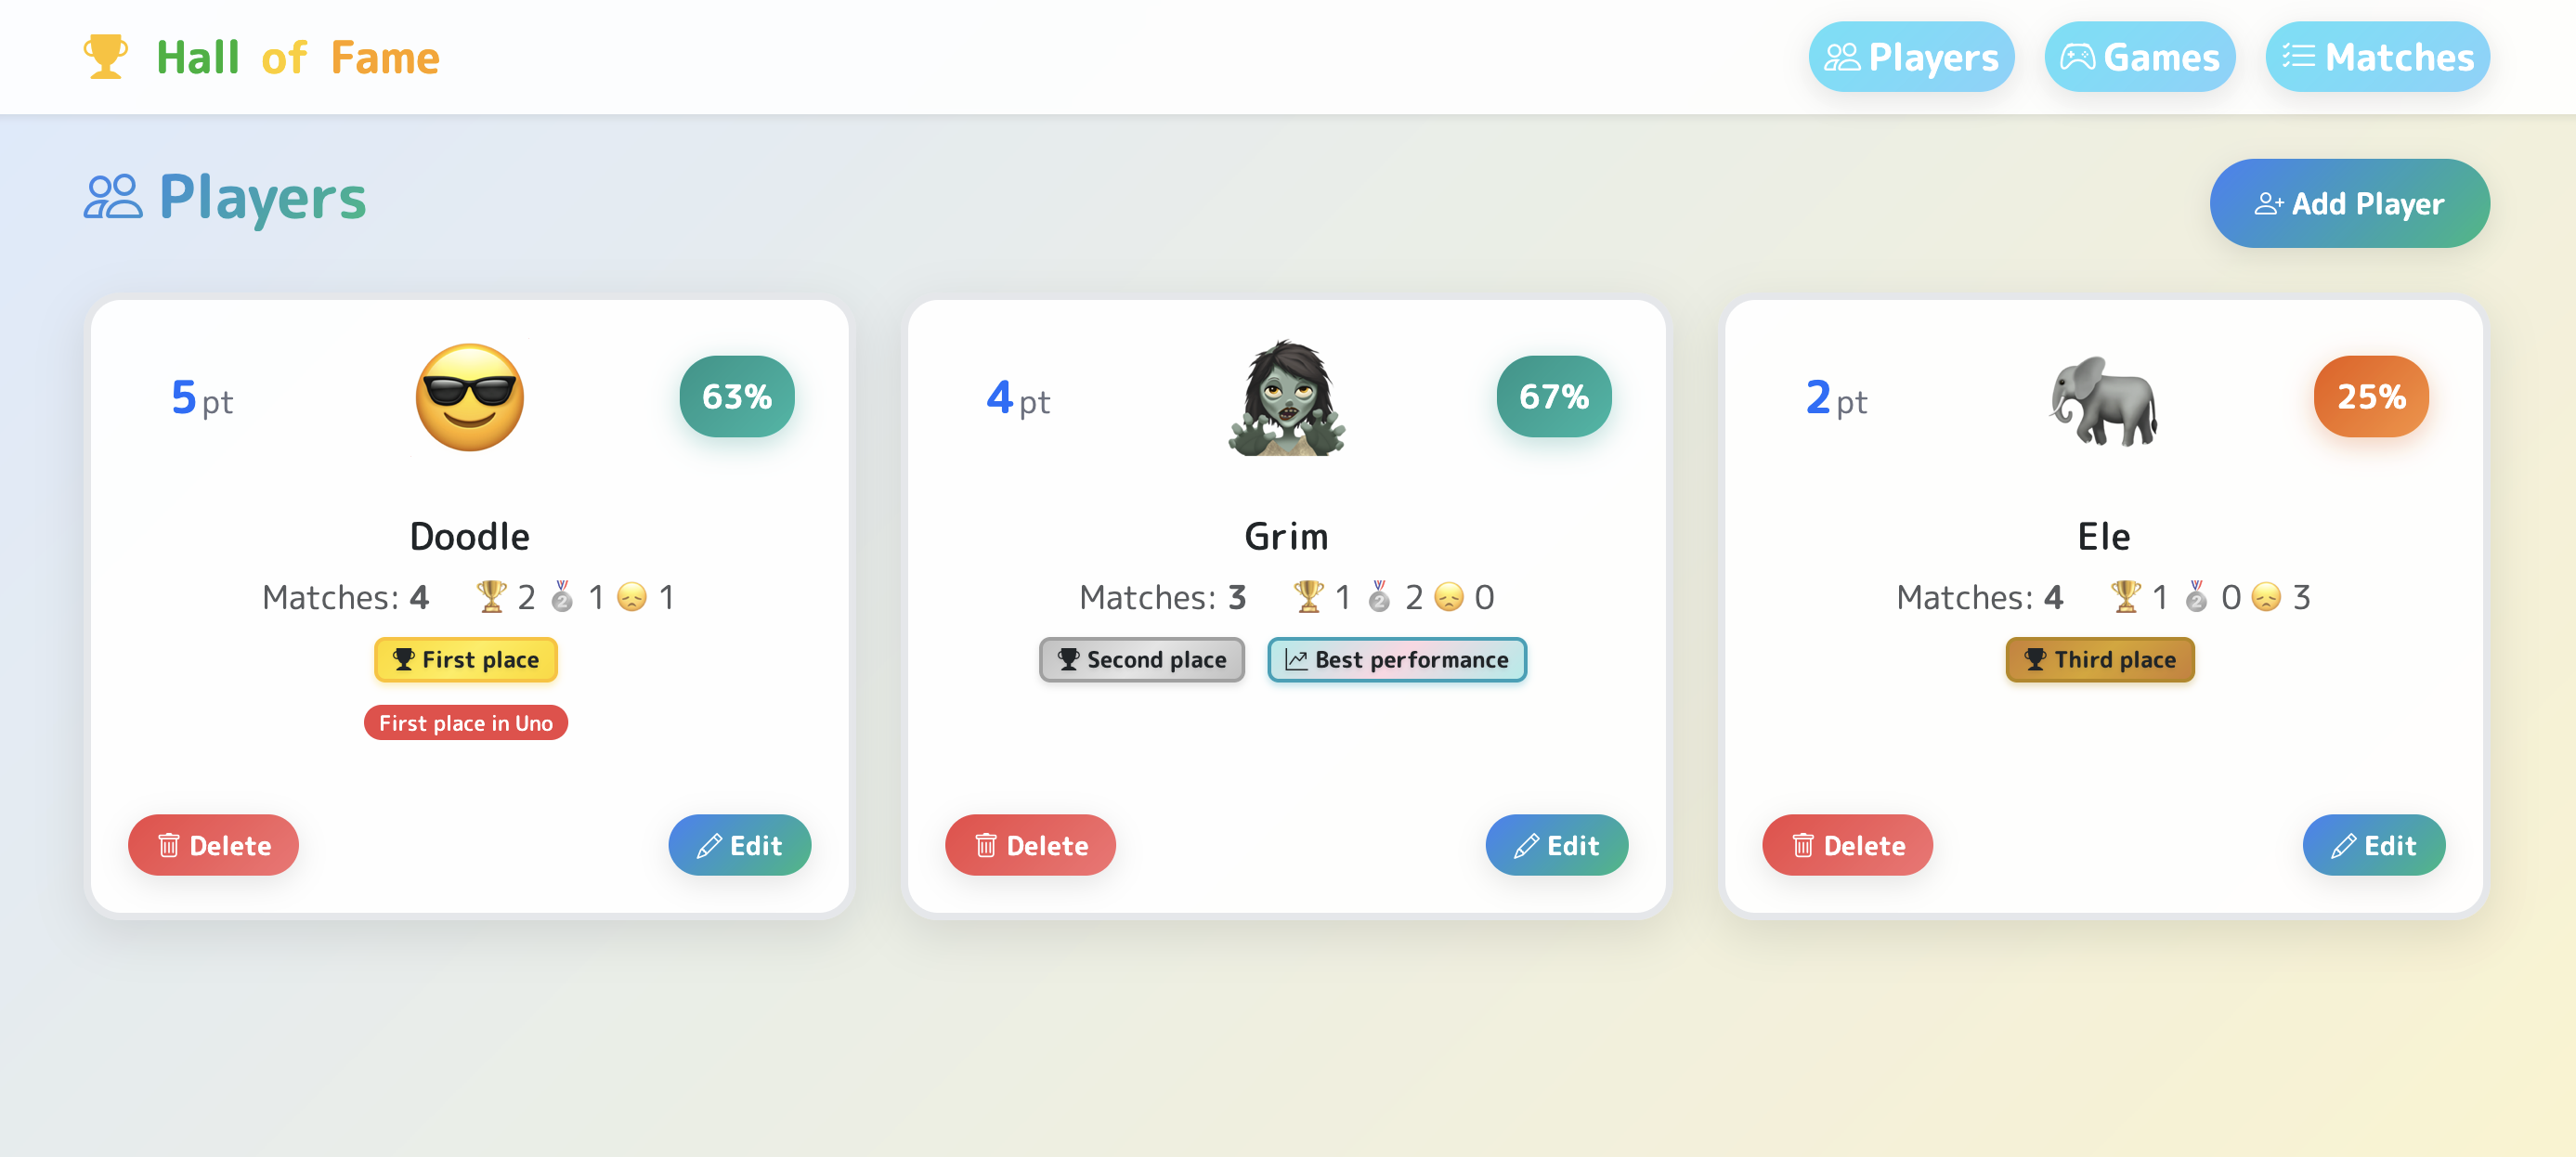 Hall of Fame
Players
Games
Matches
Players
Add Player
5 pt
63%
Doodle
Matches: 4 2 1 1
First place
First place in Uno
Delete
Edit
4 pt
67%
Grim
Matches: 3 1 2 0
Second place
Best performance
Delete
Edit
2 pt
25%
Ele
Matches: 4 1 0 3
Third place
Delete
Edit